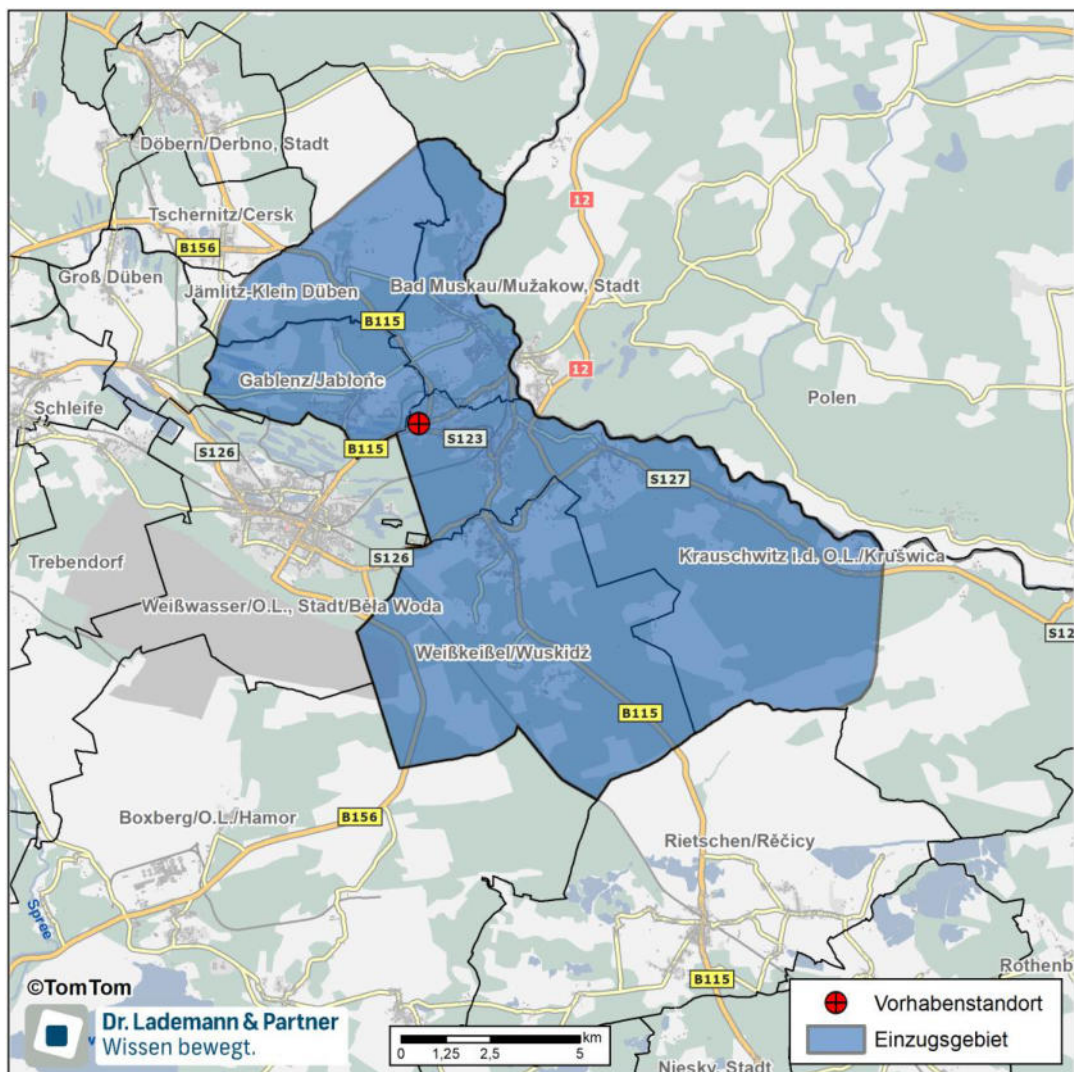 Döbern/Derbno, Stadt
12
Tschernitz/Cersk
B156
Groß Düben
Jämlitz-Klein Düben
Bad Muskau/Mužakow, Stadt
B115
12
Gablenz/Jabłońc
Polen
Schleife
S126
B115
S123
S127
Trebendorf
S126
Krauschwitz i.d. O.L./Krušwica
Weißwasser/O.L., Stadt/Běła Woda
S12
Weißkeißel/Wuskidź
B115
Boxberg/O.L./Hamor
B156
Rietschen/Rěčicy
Spree
B115
Rothenb
©TomTom
Dr. Lademann & Partner
Wissen bewegt.
km
0 1,25 2,5 5
Vorhabenstandort
Einzugsgebiet
Niesky, Stadt